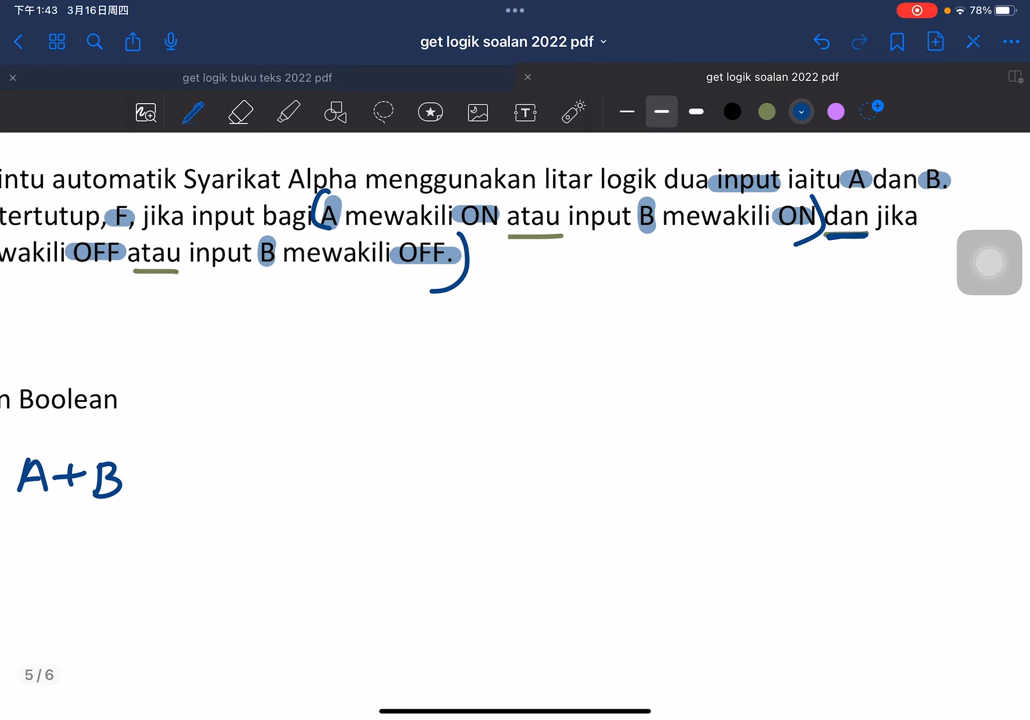 下午1:43 3月16日周四
78%
get logik soalan 2022 pdf
get logik buku teks 2022 pdf
get logik soalan 2022 pdf
intu automatik Syarikat Alpha menggunakan litar logik dua input iaitu A dan B.
tertutup, F, jika input bagi A mewakili ON atau input B mewakili ON dan jika
wakili OFF atau input B mewakili OFF.
n Boolean
A+B
5 / 6